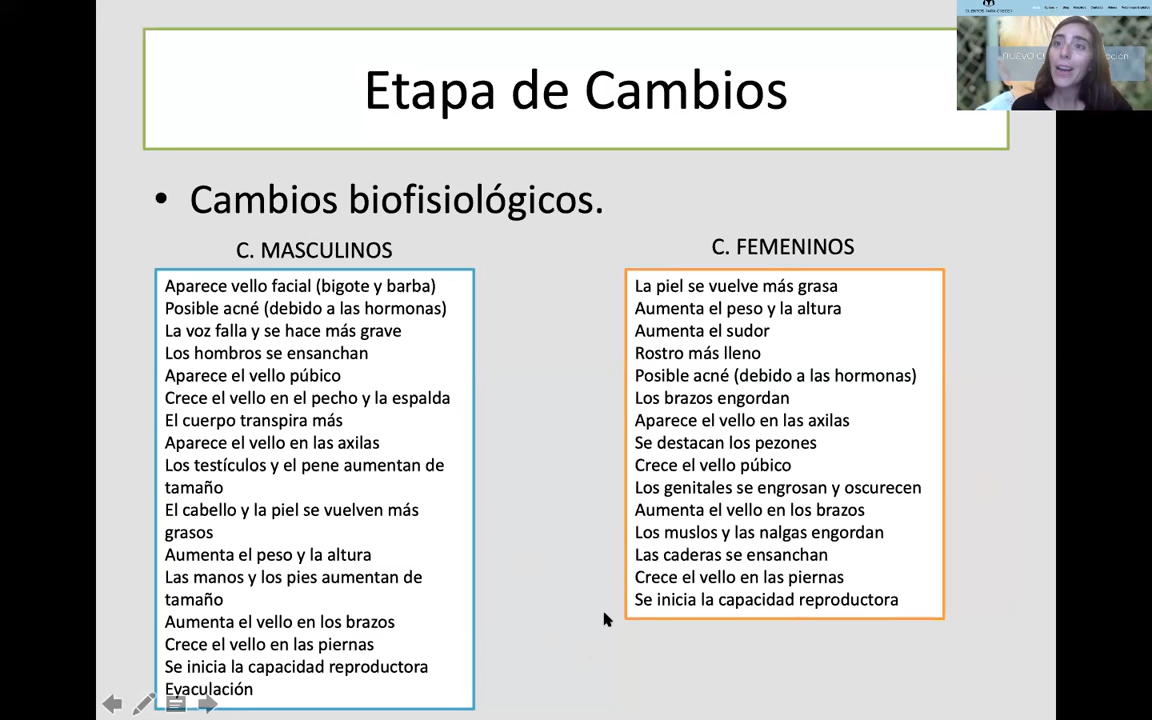 Etapa de Cambios
• Cambios biofisiológicos.
C. MASCULINOS
Aparece vello facial (bigote y barba)
Posible acné (debido a las hormonas)
La voz falla y se hace más grave
Los hombros se ensanchan
Aparece el vello púbico
Crece el vello en el pecho y la espalda
El cuerpo transpira más
Aparece el vello en las axilas
Los testículos y el pene aumentan de
tamaño
El cabello y la piel se vuelven más
grasos
Aumenta el peso y la altura
Las manos y los pies aumentan de
tamaño
Aumenta el vello en los brazos
Crece el vello en las piernas
Se inicia la capacidad reproductora
Eyaculación
C. FEMENINOS
La piel se vuelve más grasa
Aumenta el peso y la altura
Aumenta el sudor
Rostro más lleno
Posible acné (debido a las hormonas)
Los brazos engordan
Aparece el vello en las axilas
Se destacan los pezones
Crece el vello púbico
Los genitales se engrosan y oscurecen
Aumenta el vello en los brazos
Los muslos y las nalgas engordan
Las caderas se ensanchan
Crece el vello en las piernas
Se inicia la capacidad reproductora
CUENTOS PARA CRECER
NUEVO